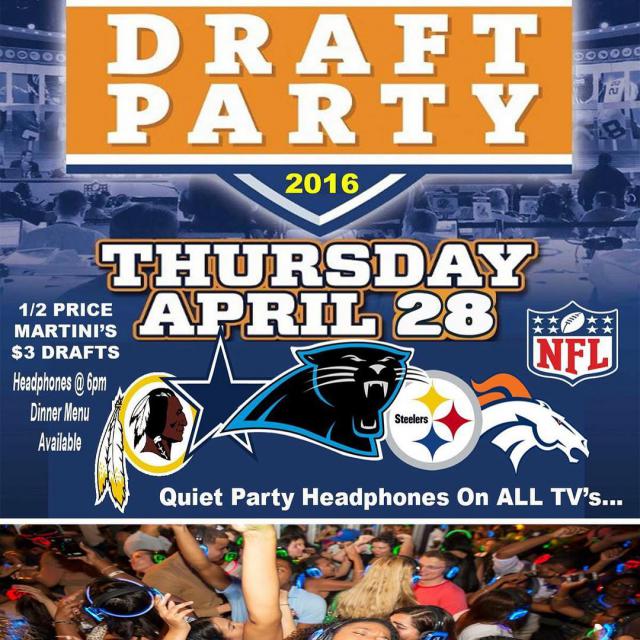 DRAFT
PARTY
2016
THURSDAY
APRIL 28
1/2 PRICE
MARTINI'S
$3 DRAFTS
Headphones @ 6pm
Dinner Menu
Available
NFL
Steelers
Quiet Party Headphones On ALL TV's...